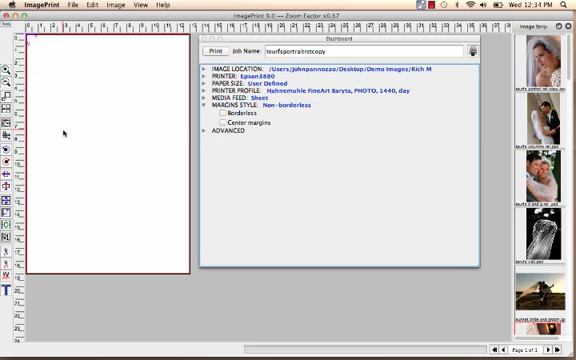 ImagePrint File Edit Image View Help Wed 12:34 PM
ImagePrint 9.0 — Zoom Factor x0.67
Dashboard
Image Strip
Print Job Name: teurfsportraitretcopy
IMAGE LOCATION: /Users/johnpannozzo/Desktop/Demo Images/Rich M
PRINTER: Epson3880
PAPER SIZE: User Defined
PRINTER PROFILE: Hahnemuhle FineArt Baryta, PHOTO, 1440, day
MEDIA FEED: Sheet
MARGINS STYLE: Non-borderless
Borderless
Center margins
ADVANCED
Page 1 of 1